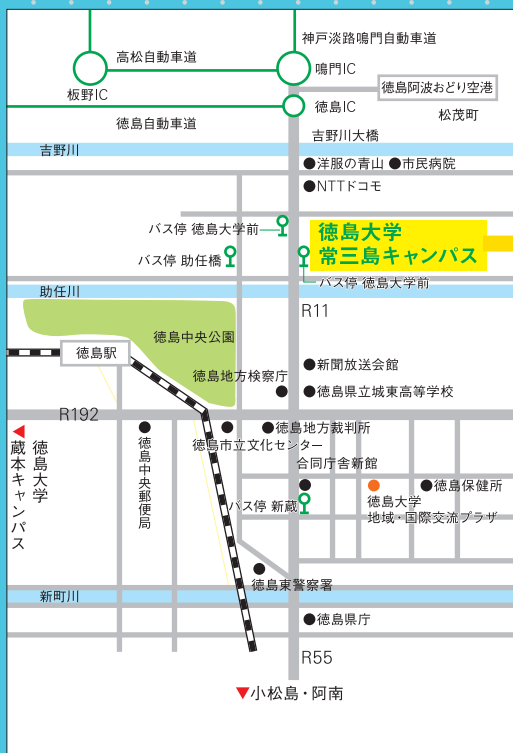 神戸淡路鳴門自動車道
高松自動車道
鳴門IC
板野IC
徳島阿波おどり空港
徳島IC
松茂町
徳島自動車道
吉野川大橋
吉野川
洋服の青山
市民病院
NTTドコモ
バス停 徳島大学前
徳島大学
常三島キャンパス
バス停 助任橋
バス停 徳島大学前
助任川
R11
徳島中央公園
徳島駅
新聞放送会館
徳島地方検察庁
徳島県立城東高等学校
R192
徳島地方裁判所
徳島市立文化センター
徳島大学
蔵本キャンパス
徳島中央郵便局
合同庁舎新館
徳島保健所
バス停 新蔵
徳島大学
地域・国際交流プラザ
徳島東警察署
新町川
徳島県庁
R55
小松島・阿南